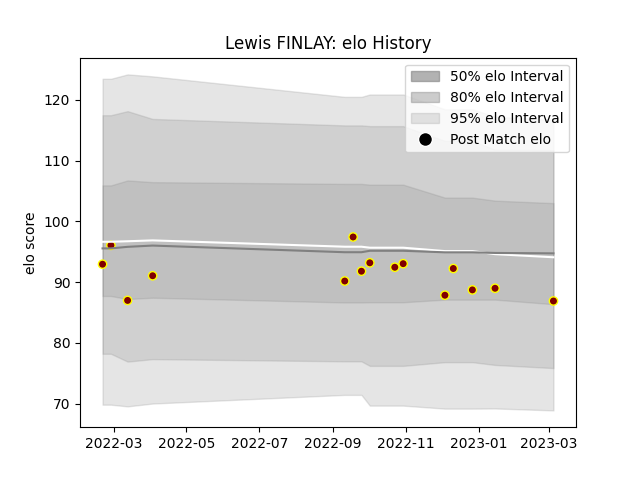 Lewis FINLAY: elo History
50% elo Interval
80% elo Interval
95% elo Interval
Post Match elo
elo score
120
110
100
90
80
70
2022-03 2022-05 2022-07 2022-09 2022-11 2023-01 2023-03